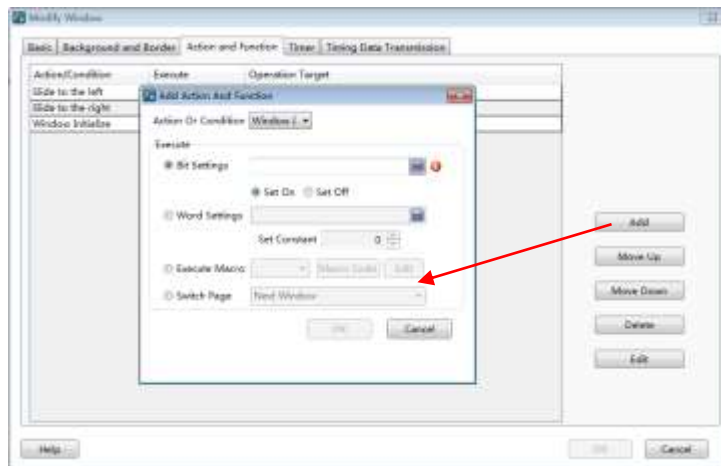 Modify Window
Basic Background and Border Action and Function Timer Timing Data Transmission
Action/Condition Execute Operation Target
Slide to the left
Slide to the right
Window Initialize
Add Action And Function
Action Or Condition Window (
Execute
Bit Settings
Set On Set Off
Word Settings
Set Constant 0
Execute Macro Macro Code Edit
Switch Page Next Window
OK Cancel
Add
Move Up
Move Down
Delete
Edit
Help OK Cancel